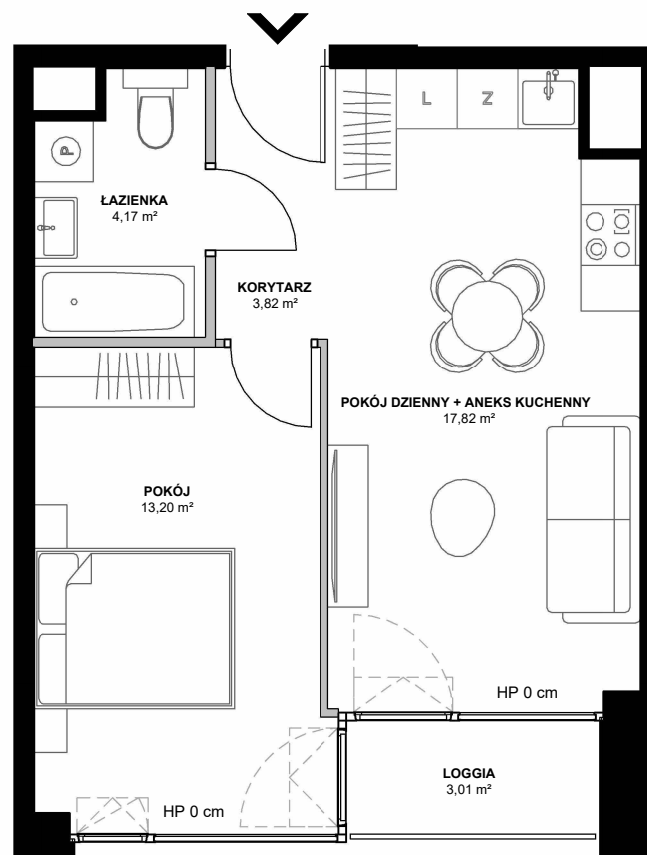 L
Z
P
ŁAZIENKA
4,17 m²
KORYTARZ
3,82 m²
POKÓJ DZIENNY + ANEKS KUCHENNY
17,82 m²
POKÓJ
13,20 m²
HP 0 cm
LOGGIA
3,01 m²
HP 0 cm